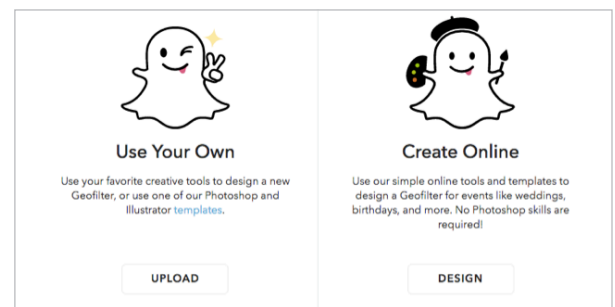 Use Your Own
Use your favorite creative tools to design a new
Geofilter, or use one of our Photoshop and
Illustrator templates.
UPLOAD
Create Online
Use our simple online tools and templates to
design a Geofilter for events like weddings,
birthdays, and more. No Photoshop skills are
required!
DESIGN